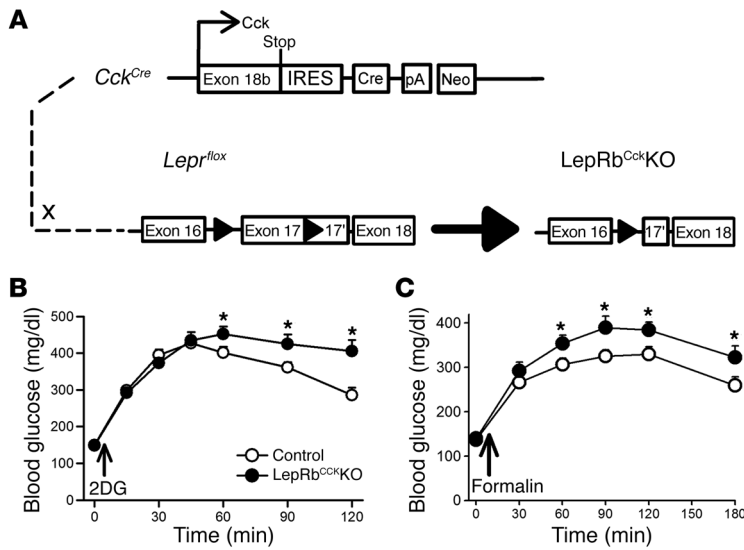 A
Cck
Stop
Cck^Cre
Exon 18b
IRES
Cre
pA
Neo
Lepr^flox
LepRb^CckKO
X
Exon 16
Exon 17
17'
Exon 18
Exon 16
17'
Exon 18
B
Blood glucose (mg/dl)
500
400
300
200
100
0
*
*
*
2DG
Control
LepRb^CCKKO
0
30
60
90
120
Time (min)
C
Blood glucose (mg/dl)
400
300
200
100
0
*
*
*
*
Formalin
0
30
60
90
120
150
180
Time (min)